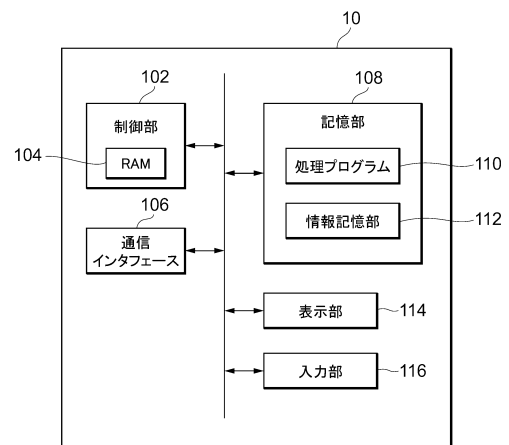 10
102
制御部
104
RAM
106
通信
インタフェース
108
記憶部
処理プログラム
110
情報記憶部
112
表示部
114
入力部
116